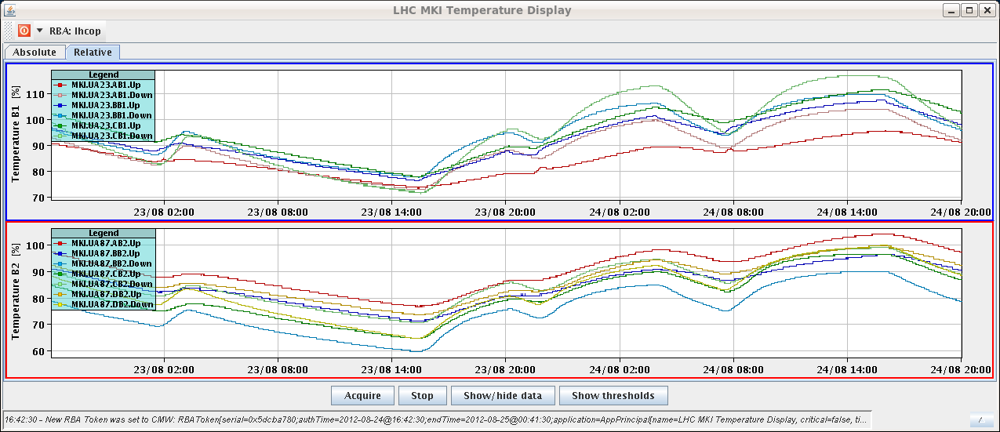 LHC MKI Temperature Display
RBA: lhcop
Absolute Relative
Temperature B1 [%]
Legend
MKI.UA23.AB1.Up
MKI.UA23.AB1.Down
MKI.UA23.BB1.Up
MKI.UA23.BB1.Down
MKI.UA23.CB1.Up
MKI.UA23.CB1.Down
110
100
90
80
70
23/08 02:00 23/08 08:00 23/08 14:00 23/08 20:00 24/08 02:00 24/08 08:00 24/08 14:00 24/08 20:00
Temperature B2 [%]
Legend
MKI.UA87.AB2.Up
MKI.UA87.BB2.Up
MKI.UA87.BB2.Down
MKI.UA87.CB2.Up
MKI.UA87.CB2.Down
MKI.UA87.DB2.Up
MKI.UA87.DB2.Down
100
90
80
70
60
23/08 02:00 23/08 08:00 23/08 14:00 23/08 20:00 24/08 02:00 24/08 08:00 24/08 14:00 24/08 20:00
Acquire Stop Show/hide data Show thresholds
16:42:30 - New RBA Token was set to CMW: RBAToken[serial=0x5dcba780;authTime=2012-08-24@16:42:30;endTime=2012-08-25@00:41:30;application=AppPrincipal[name=LHC MKI Temperature Display, critical=false, ti...